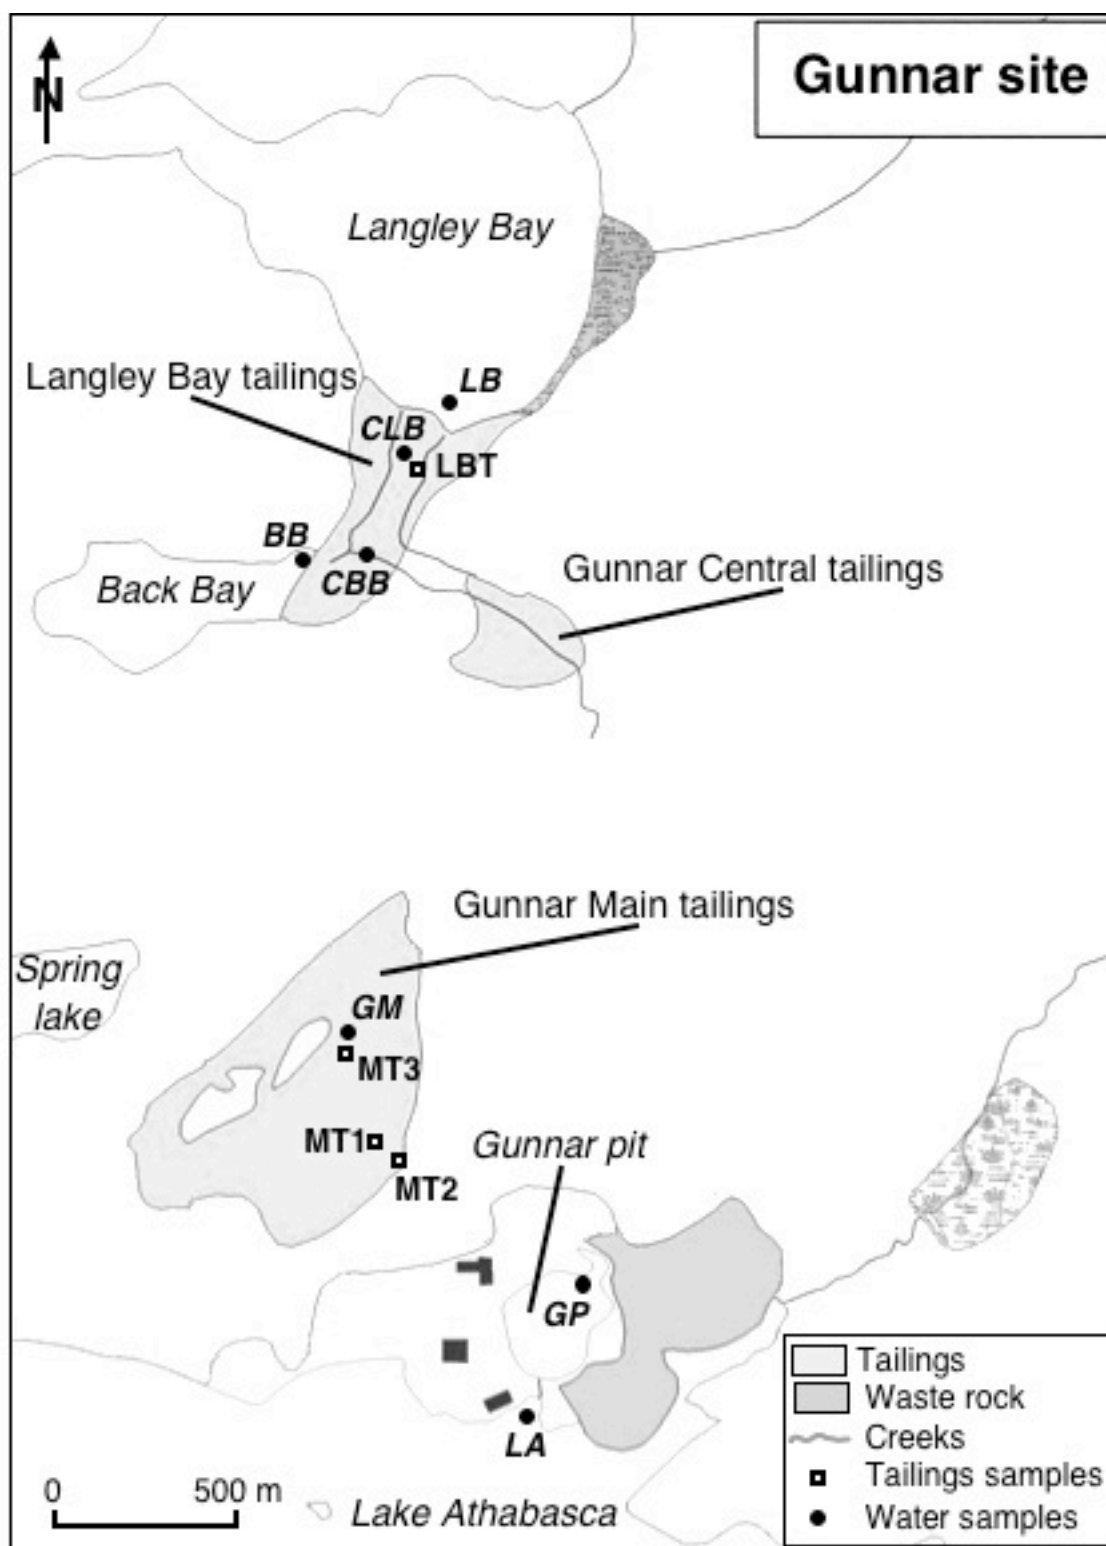 N
Gunnar site
Langley Bay
Langley Bay tailings
LB
CLB
LBT
BB
Back Bay
CBB
Gunnar Central tailings
Gunnar Main tailings
Spring
lake
GM
MT3
MT1
MT2
Gunnar pit
GP
LA
0 500 m
Lake Athabasca
Tailings
Waste rock
Creeks
Tailings samples
Water samples